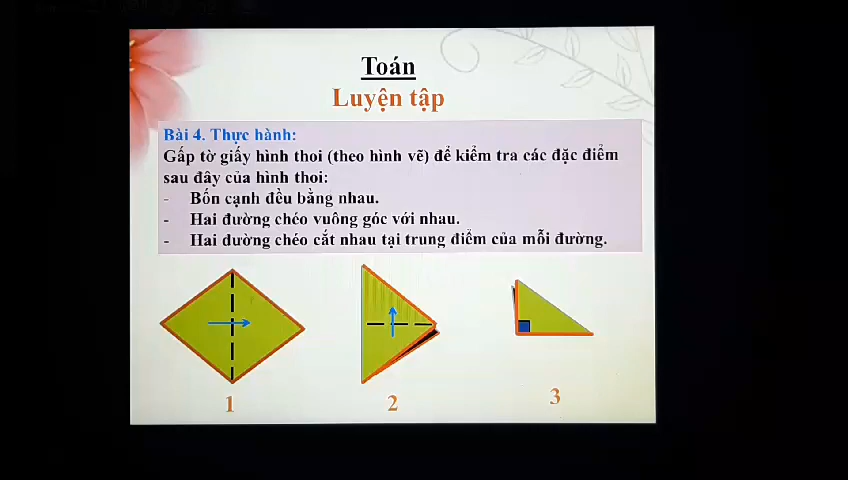 Toán
Luyện tập
Bài 4. Thực hành:
Gấp tờ giấy hình thoi (theo hình vẽ) để kiểm tra các đặc điểm
sau đây của hình thoi:
- Bốn cạnh đều bằng nhau.
- Hai đường chéo vuông góc với nhau.
- Hai đường chéo cắt nhau tại trung điểm của mỗi đường.
1 2 3